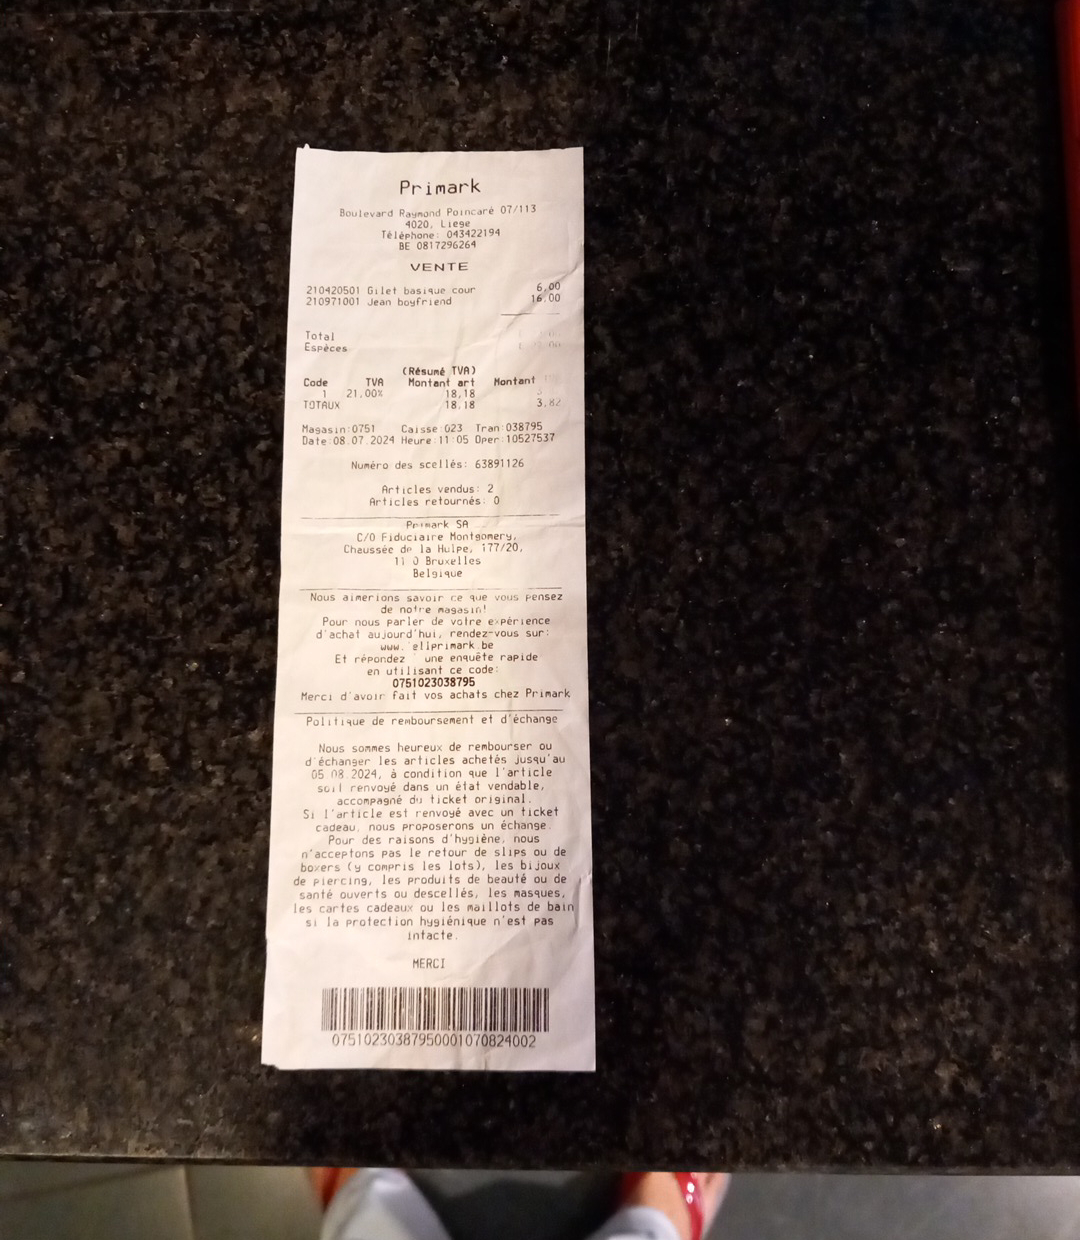 Primark
Boulevard Raymond Poincaré 07/113
4020, Liege
Téléphone: 043422194
BE 0817296264
VENTE
210420501 Gilet basique cour 6,00
210971001 Jean boyfriend 16,00
Total
Espèces
(Résumé TVA)
Code TVA Montant art Montant
1 21,00% 18,18
TOTAUX 18,18 3,82
Magasin:0751 Caisse:023 Tran:038795
Date:08.07.2024 Heure:11:05 Oper:10527537
Numéro des scellés: 63891126
Articles vendus: 2
Articles retournés: 0
Primark SA
C/O Fiduciaire Montgomery,
Chaussée de la Hulpe, 177/20,
Bruxelles
Belgique
Nous aimerions savoir ce que vous pensez
de notre magasin!
Pour nous parler de votre expérience
d'achat aujourd'hui, rendez-vous sur:
Et répondez une enquête rapide
en utilisant ce code:
0751023038795
Merci d'avoir fait vos achats chez Primark
Politique de remboursement et d'échange
Nous sommes heureux de rembourser ou
d'échanger les articles achetés jusqu'au
05.08.2024, à condition que l'article
soit renvoyé dans un état vendable,
accompagné du ticket original.
Si l'article est renvoyé avec un ticket
cadeau, nous proposerons un échange.
Pour des raisons d'hygiène, nous
n'acceptons pas le retour de slips ou de
boxers (y compris les lots), les bijoux
de piercing, les produits de beauté ou de
santé ouverts ou descellés, les masques,
les cartes cadeaux ou les maillots de bain
si la protection hygiénique n'est pas
intacte.
MERCI
07510230387950001070824002